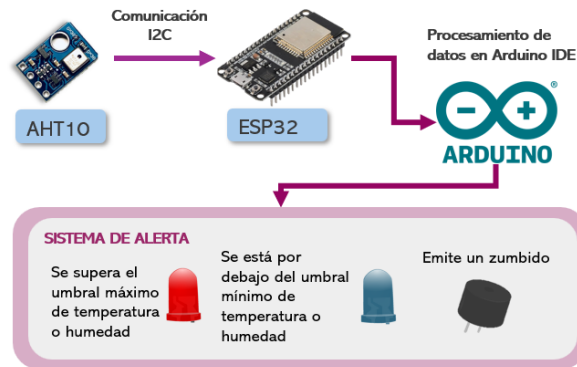 Comunicación
I2C
Procesamiento de
datos en Arduino IDE
AHT10
ESP32
®
ARDUINO
SISTEMA DE ALERTA
Se supera el
umbral máximo
de temperatura
o humedad
Se está por
debajo del umbral
mínimo de
temperatura o
humedad
Emite un zumbido